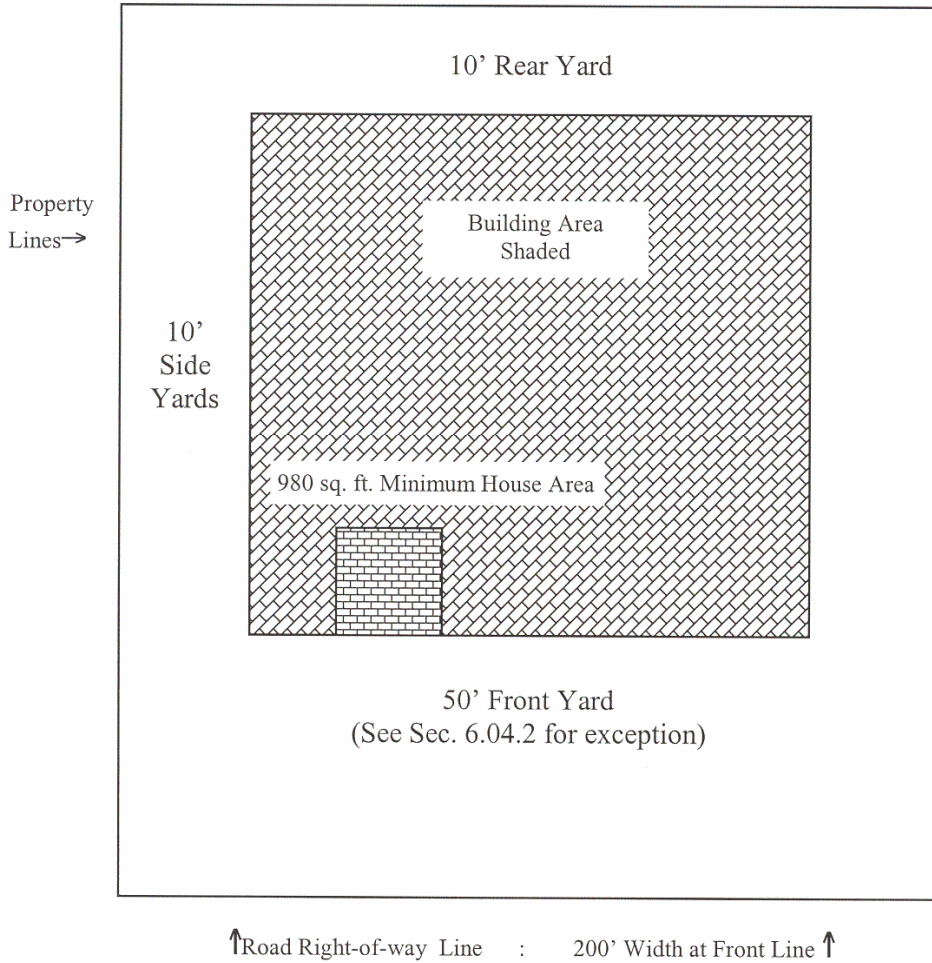 10’ Rear Yard
Property
Lines→
Building Area
Shaded
10’
Side
Yards
980 sq. ft. Minimum House Area
50’ Front Yard
(See Sec. 6.04.2 for exception)
↑Road Right-of-way Line : 200’ Width at Front Line↑